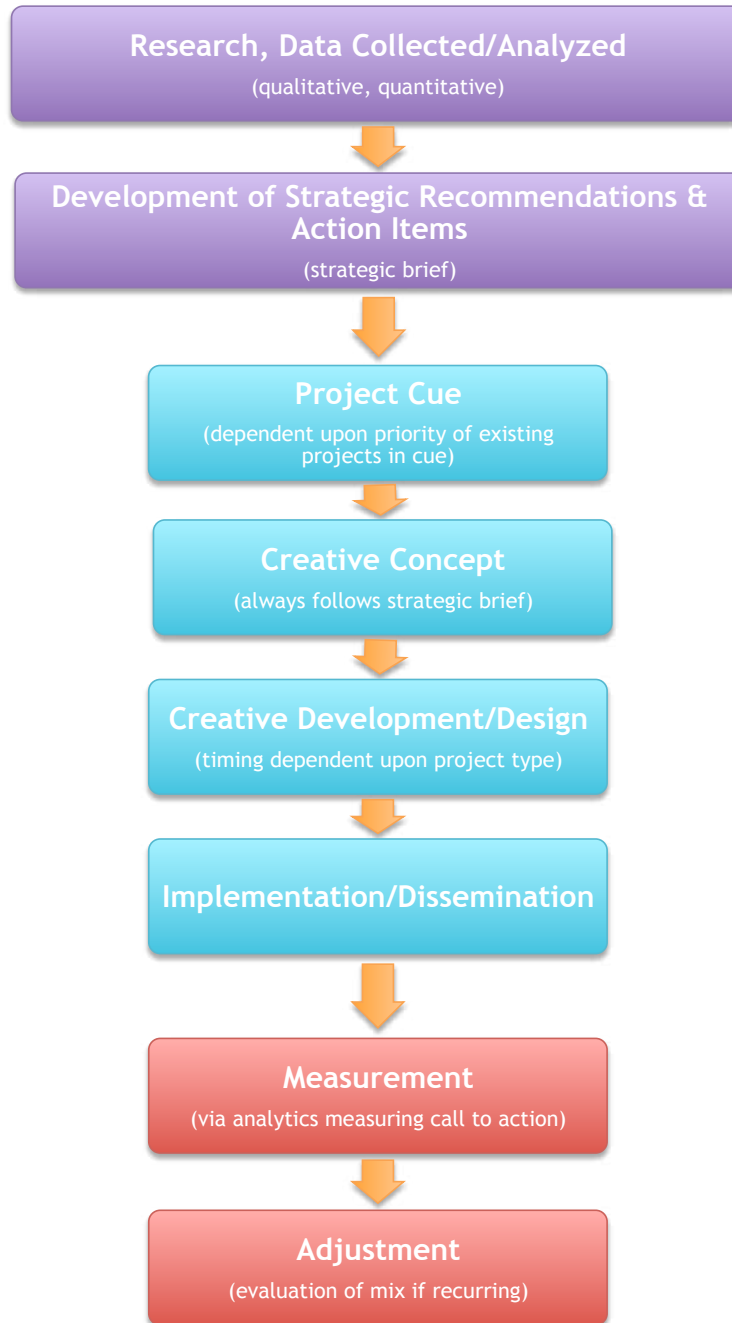 Research, Data Collected/Analyzed
(qualitative, quantitative)
Development of Strategic Recommendations &
Action Items
(strategic brief)
Project Cue
(dependent upon priority of existing
projects in cue)
Creative Concept
(always follows strategic brief)
Creative Development/Design
(timing dependent upon project type)
Implementation/Dissemination
Measurement
(via analytics measuring call to action)
Adjustment
(evaluation of mix if recurring)